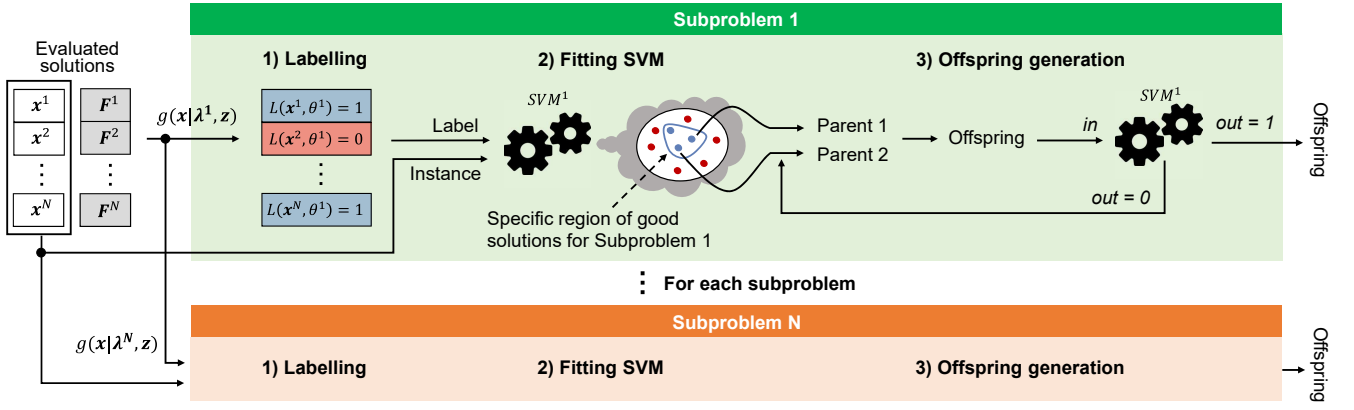 Subproblem 1
Evaluated
solutions
1) Labelling
2) Fitting SVM
3) Offspring generation
x¹
F¹
x²
F²
⋮
⋮
xᴺ
Fᴺ
g(x|λ¹, z)
L(x¹, θ¹) = 1
L(x², θ¹) = 0
⋮
L(xᴺ, θ¹) = 1
Label
Instance
SVM¹
Specific region of good
solutions for Subproblem 1
Parent 1
Parent 2
Offspring
in
SVM¹
out = 1
out = 0
Offspring
⋮ For each subproblem
Subproblem N
g(x|λᴺ, z)
1) Labelling
2) Fitting SVM
3) Offspring generation
Offspring